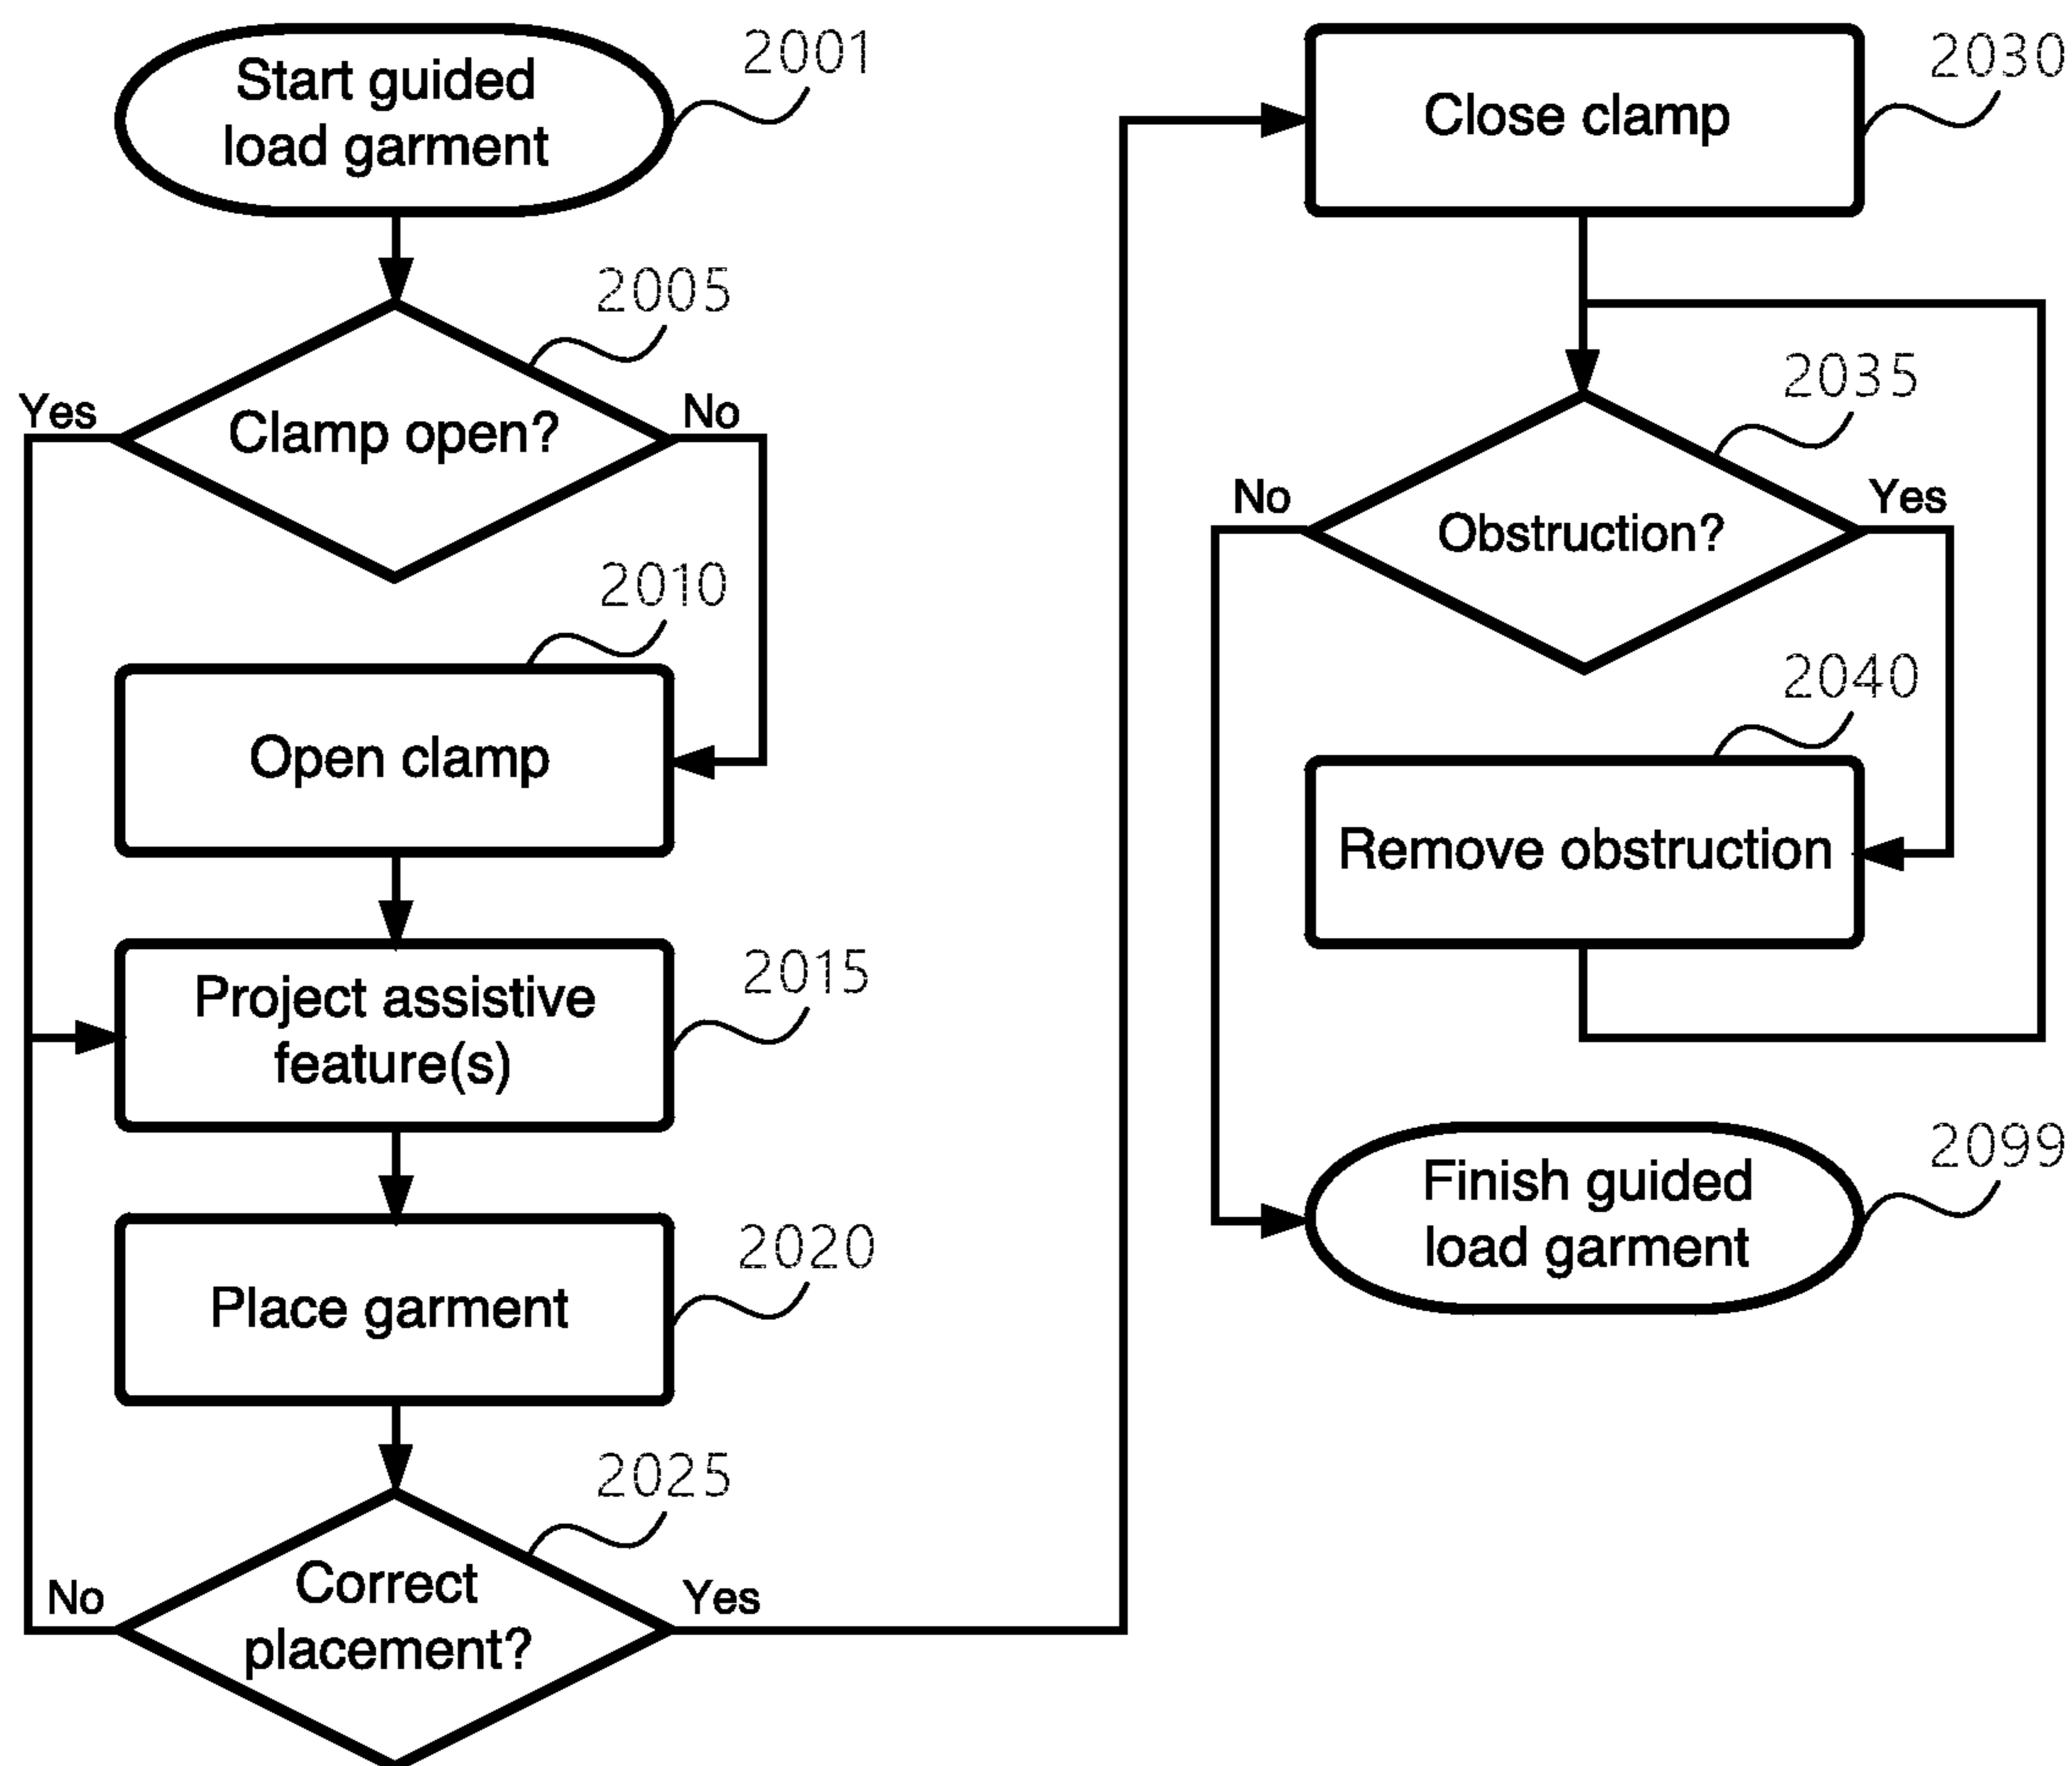 Start guided
load garment
2001
2005
Yes
Clamp open?
No
2010
Open clamp
Project assistive
feature(s)
2015
Place garment
2020
2025
No
Correct
placement?
Yes
Close clamp
2030
2035
No
Obstruction?
Yes
2040
Remove obstruction
Finish guided
load garment
2099